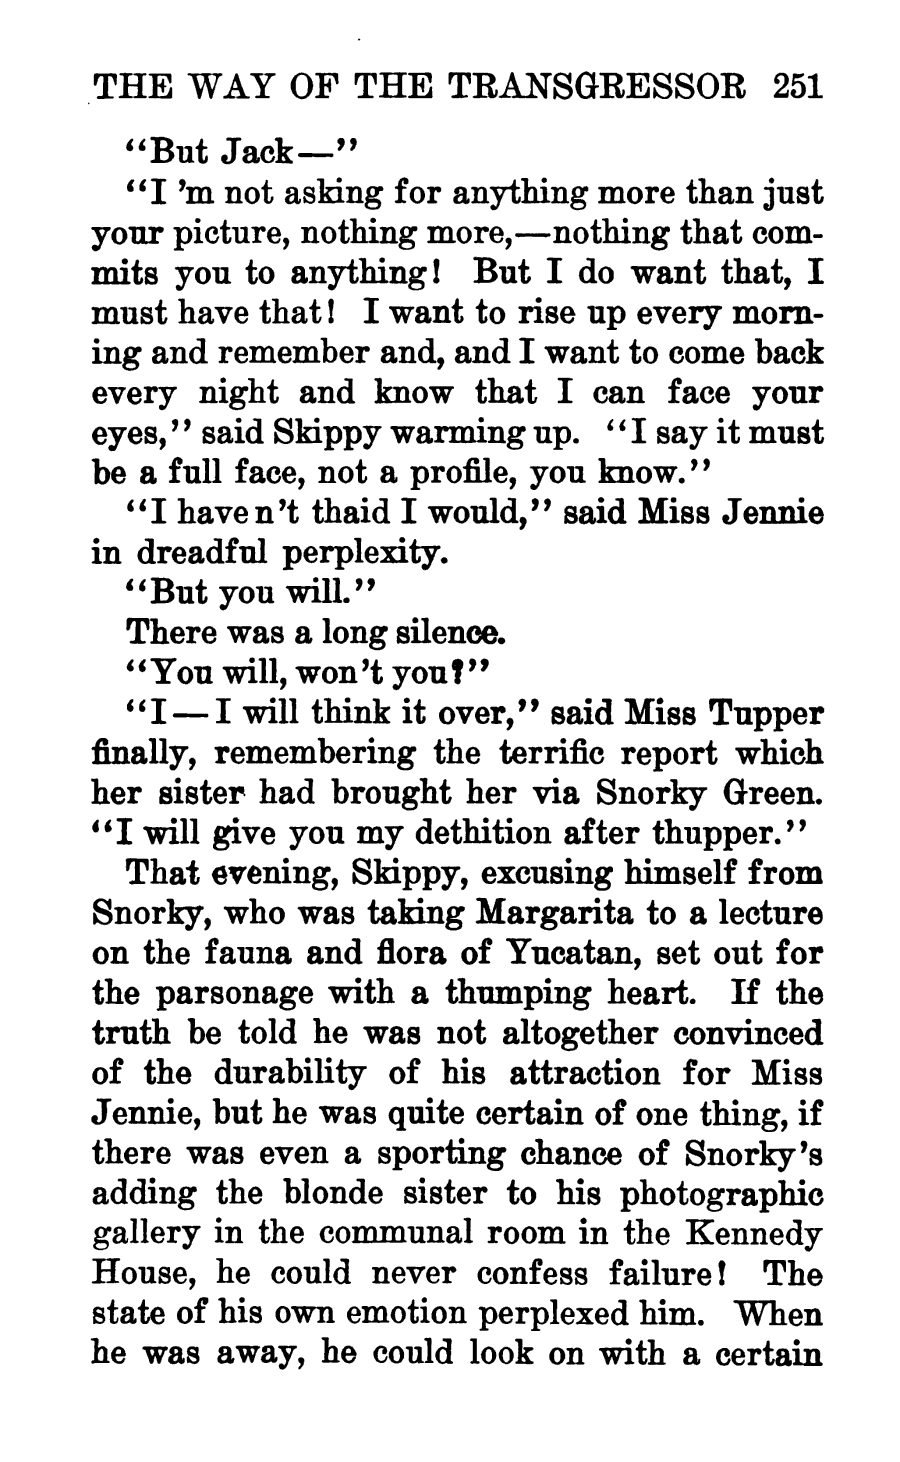 THE WAY OF THE TRANSGRESSOR 251
"But Jack—"
"I 'm not asking for anything more than just
your picture, nothing more,—nothing that com-
mits you to anything! But I do want that, I
must have that! I want to rise up every morn-
ing and remember and, and I want to come back
every night and know that I can face your
eyes," said Skippy warming up. "I say it must
be a full face, not a profile, you know."
"I haven't thaid I would," said Miss Jennie
in dreadful perplexity.
"But you will."
There was a long silence.
"You will, won't you?"
"I—I will think it over," said Miss Tupper
finally, remembering the terrific report which
her sister had brought her via Snorky Green.
"I will give you my dethition after thupper."
That evening, Skippy, excusing himself from
Snorky, who was taking Margarita to a lecture
on the fauna and flora of Yucatan, set out for
the parsonage with a thumping heart. If the
truth be told he was not altogether convinced
of the durability of his attraction for Miss
Jennie, but he was quite certain of one thing, if
there was even a sporting chance of Snorky's
adding the blonde sister to his photographic
gallery in the communal room in the Kennedy
House, he could never confess failure! The
state of his own emotion perplexed him. When
he was away, he could look on with a certain